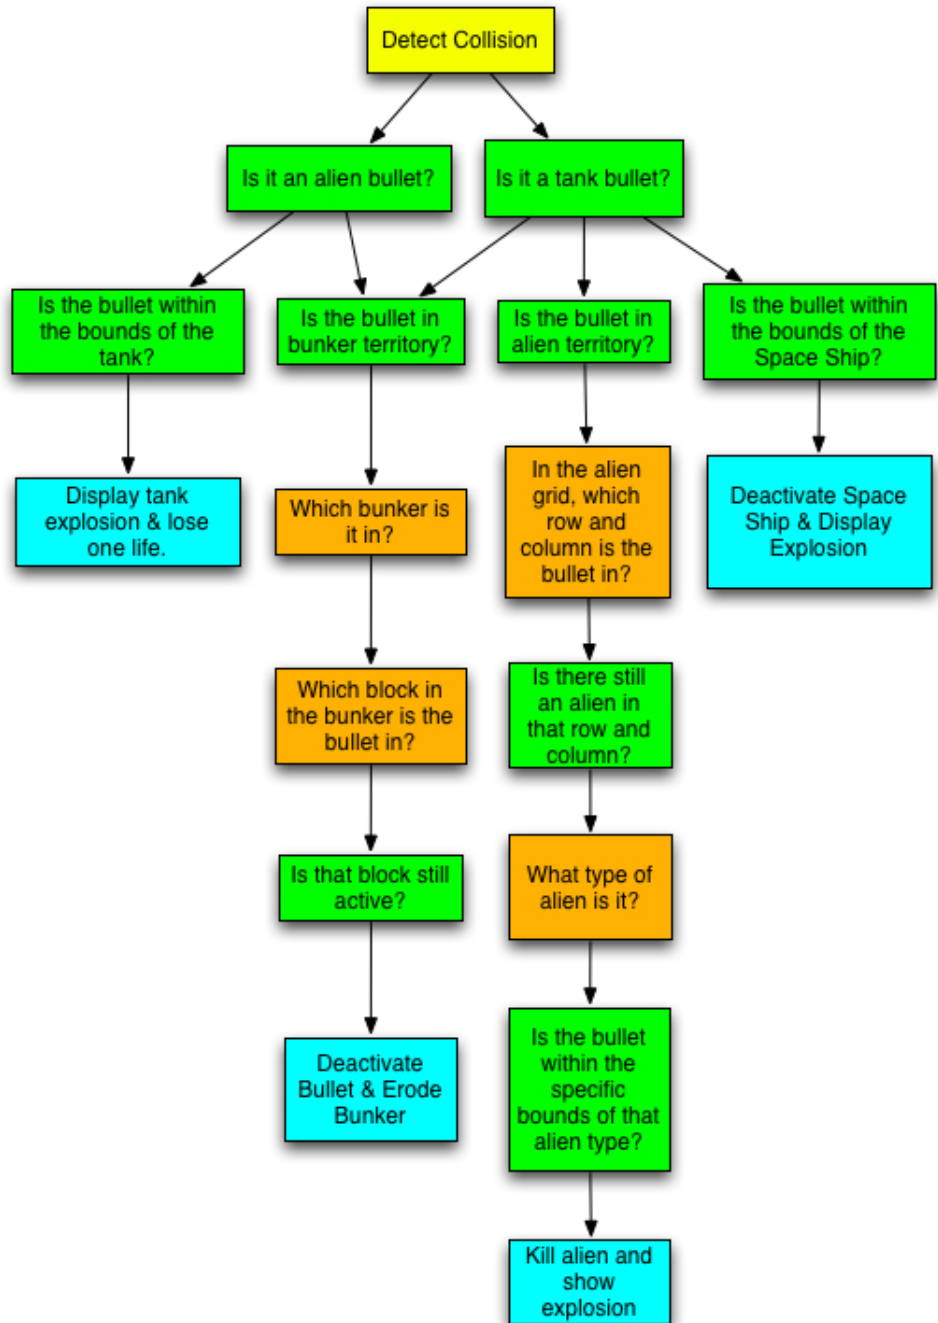 Detect Collision
Is it an alien bullet?
Is it a tank bullet?
Is the bullet within
the bounds of the
tank?
Is the bullet in
bunker territory?
Is the bullet in
alien territory?
Is the bullet within
the bounds of the
Space Ship?
Display tank
explosion & lose
one life.
Which bunker is
it in?
In the alien
grid, which
row and
column is the
bullet in?
Deactivate Space
Ship & Display
Explosion
Which block in
the bunker is the
bullet in?
Is there still
an alien in
that row and
column?
Is that block still
active?
What type of
alien is it?
Deactivate
Bullet & Erode
Bunker
Is the bullet
within the
specific
bounds of that
alien type?
Kill alien and
show
explosion